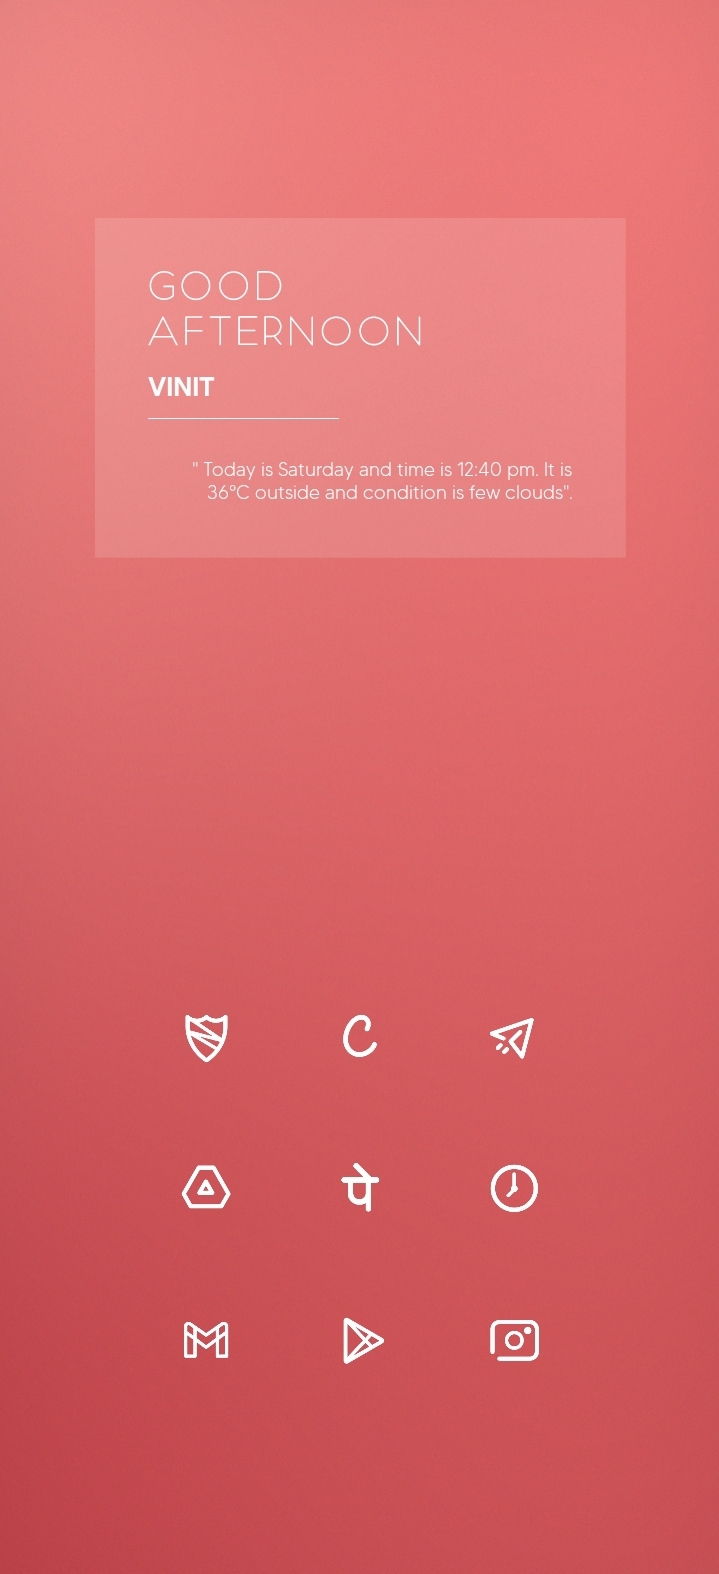 GOOD
AFTERNOON
VINIT
" Today is Saturday and time is 12:40 pm. It is
36°C outside and condition is few clouds".
C
पे
M